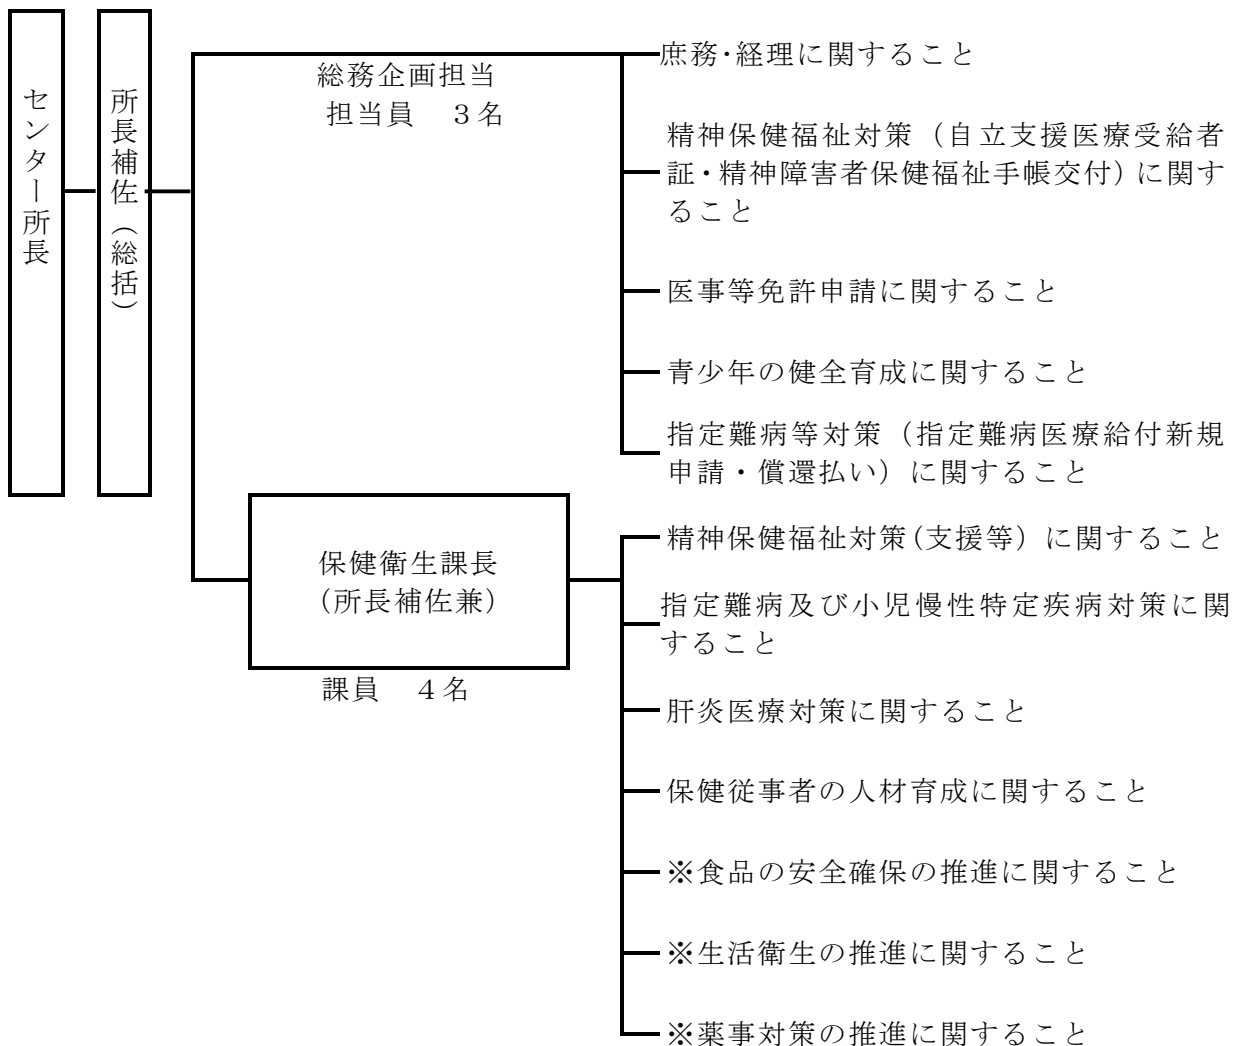 センター所長
所長補佐（総括）
総務企画担当
担当員　３名
庶務・経理に関すること
精神保健福祉対策（自立支援医療受給者
証・精神障害者保健福祉手帳交付）に関す
ること
医事等免許申請に関すること
青少年の健全育成に関すること
指定難病等対策（指定難病医療給付新規
申請・償還払い）に関すること
保健衛生課長
（所長補佐兼）
課員　４名
精神保健福祉対策（支援等）に関すること
指定難病及び小児慢性特定疾病対策に関
すること
肝炎医療対策に関すること
保健従事者の人材育成に関すること
※食品の安全確保の推進に関すること
※生活衛生の推進に関すること
※薬事対策の推進に関すること